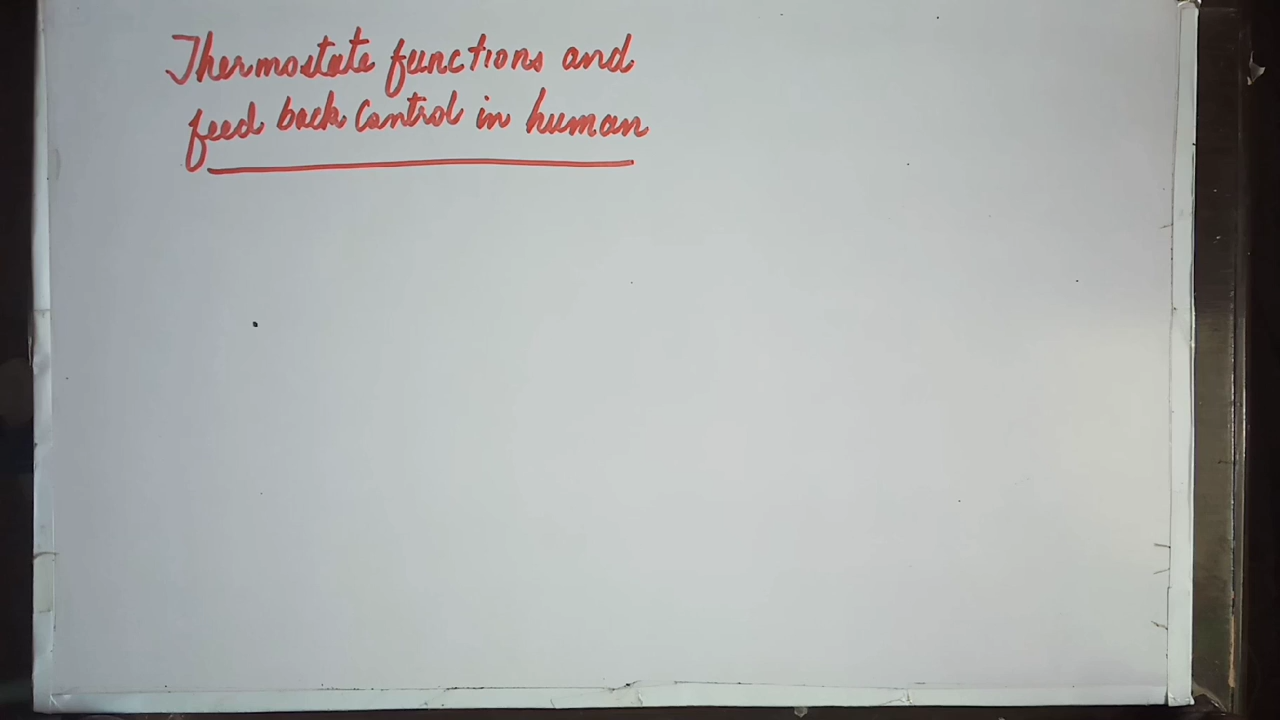 Thermostate functions and
feed back Control in human